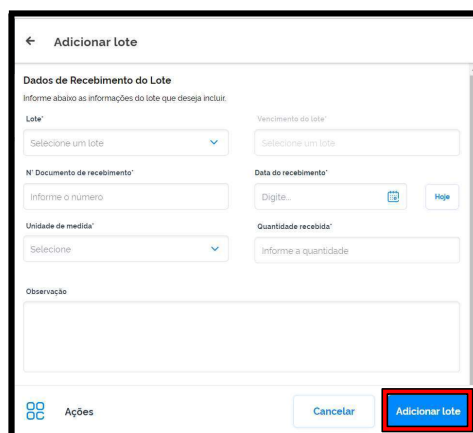 Adicionar lote
Dados de Recebimento do Lote
Informe abaixo as informações do lote que deseja incluir.
Lote*
Vencimento do lote*
Selecione um lote
Selecione um lote
N° Documento de recebimento*
Data do recebimento*
Informe o número
Digite...
Hoje
Unidade de medida*
Quantidade recebida*
Selecione
Informe a quantidade
Observação
Ações
Cancelar
Adicionar lote